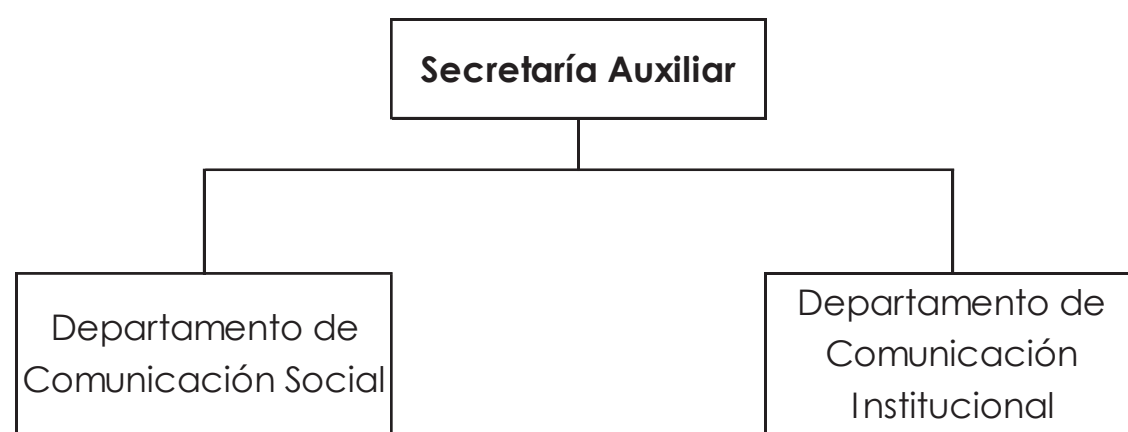 Secretaría Auxiliar
Departamento de
Comunicación Social
Departamento de
Comunicación
Institucional